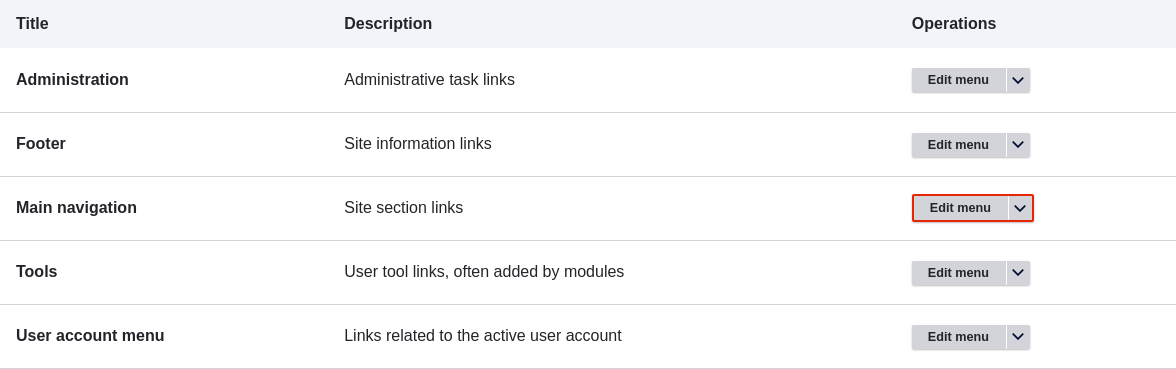 Title Description Operations
Administration Administrative task links Edit menu
Footer Site information links Edit menu
Main navigation Site section links Edit menu
Tools User tool links, often added by modules Edit menu
User account menu Links related to the active user account Edit menu